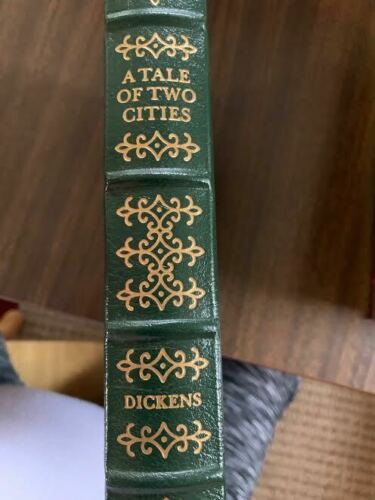 A TALE
OF TWO
CITIES
DICKENS